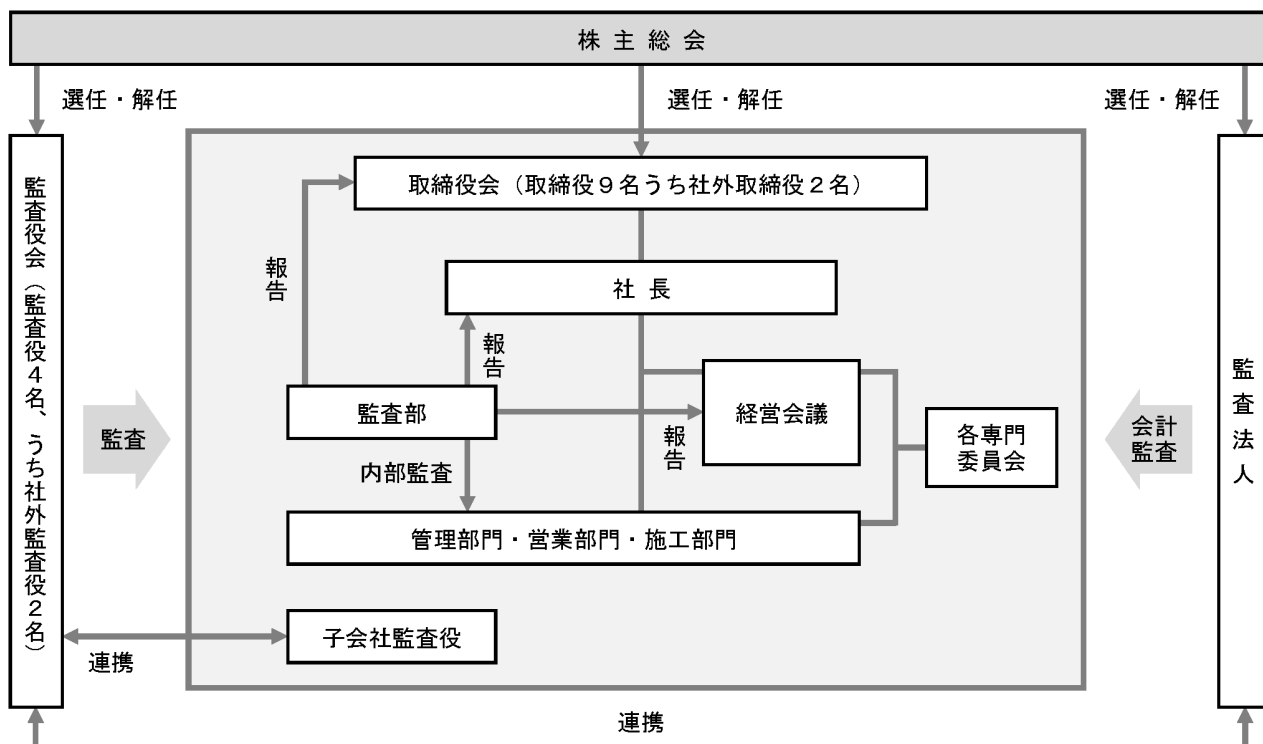 株主総会
選任・解任
選任・解任
選任・解任
監査役会（監査役４名、うち社外監査役２名）
取締役会（取締役９名うち社外取締役２名）
報告
社長
報告
監査部
経営会議
報告
各専門
委員会
内部監査
管理部門・営業部門・施工部門
子会社監査役
監査
会計
監査
監査法人
連携
連携